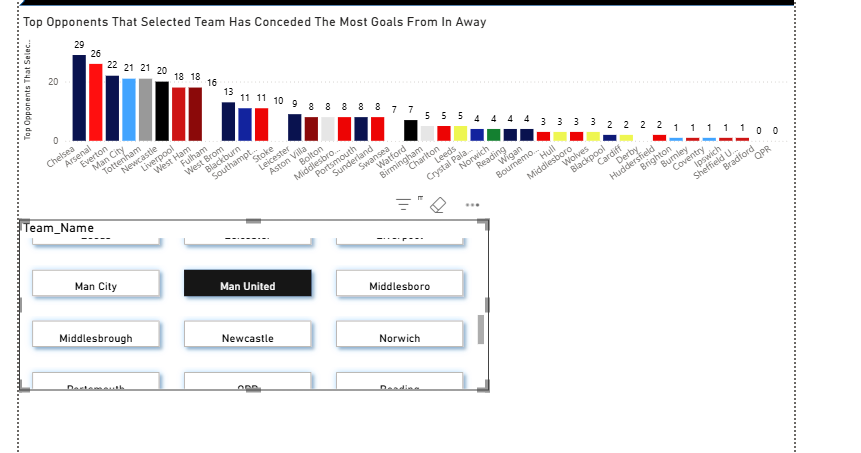 Top Opponents That Selected Team Has Conceded The Most Goals From In Away
Top Opponents That Selec...
20
0
29 26 22 21 21 20 18 18 16 13 11 11 10 9 8 8 8 8 8 7 7 5 5 5 4 4 4 4 3 3 3 3 2 2 2 2 1 1 1 1 1 0 0
Chelsea
Arsenal
Everton
Man City
Tottenham
Newcastle
Liverpool
West Ham
Fulham
West Brom
Blackburn
Southampt...
Stoke
Leicester
Aston Villa
Bolton
Middlesbro...
Portsmouth
Sunderland
Swansea
Watford
Birmingham
Charlton
Leeds
Crystal Pala...
Norwich
Reading
Wigan
Bournemo...
Hull
Middlesboro
Wolves
Blackpool
Cardiff
Derby
Huddersfield
Brighton
Burnley
Coventry
Ipswich
Sheffield U...
Bradford
QPR
Team_Name
Leeds Leicester Liverpool
Man City Man United Middlesboro
Middlesbrough Newcastle Norwich
Portsmouth QPR Reading